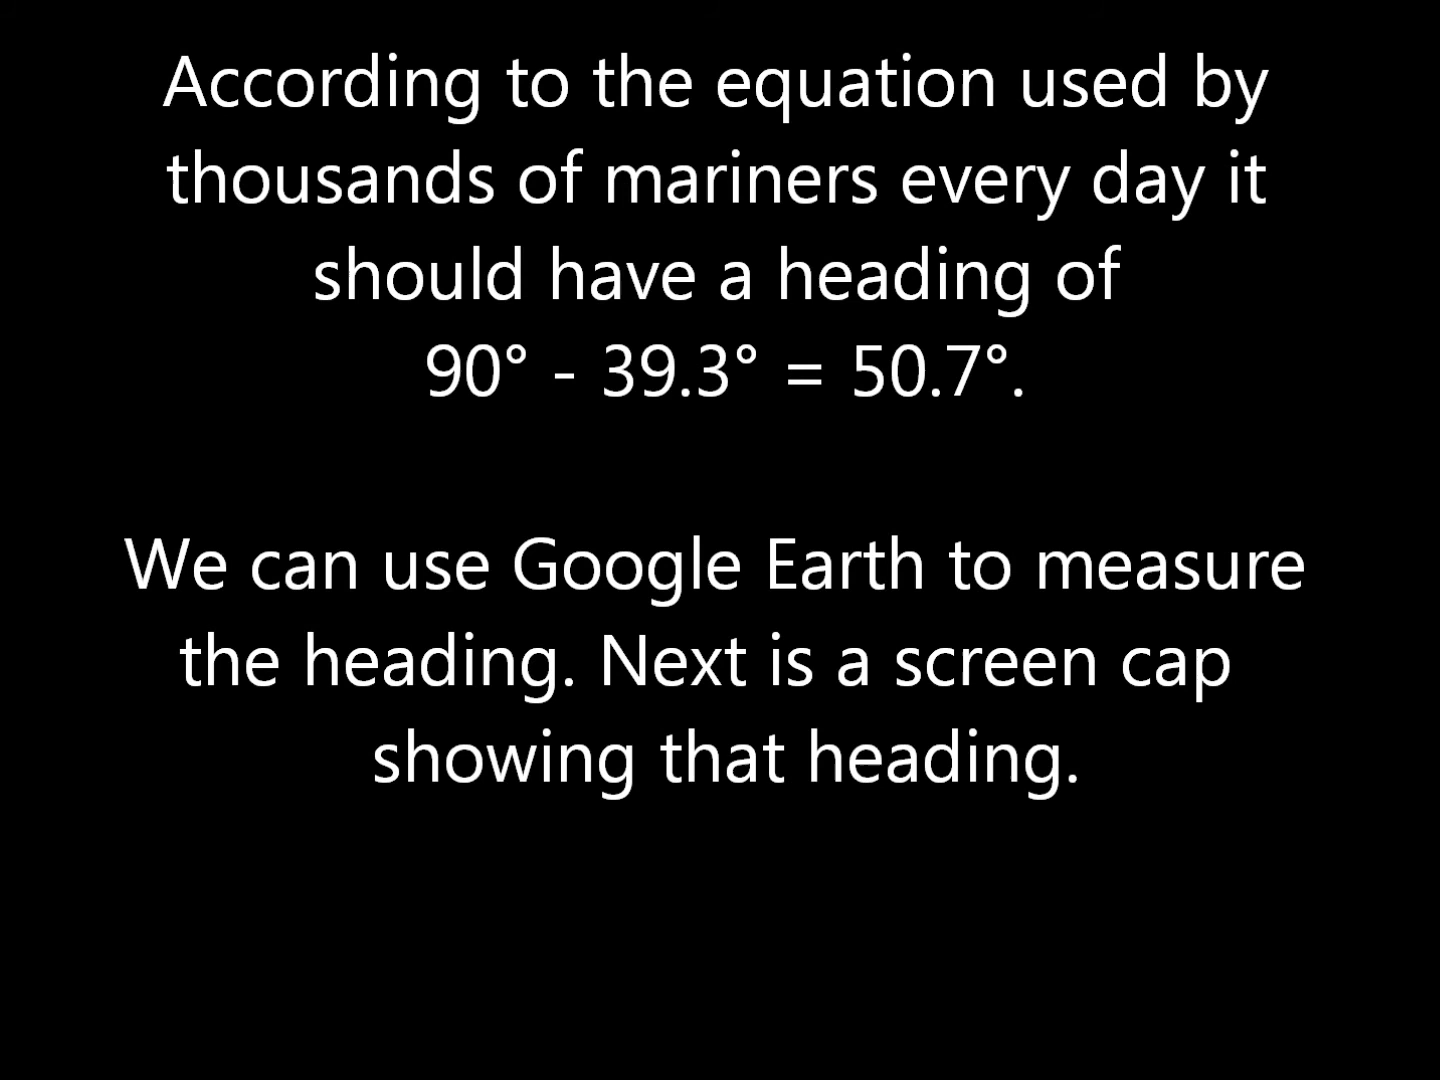 According to the equation used by
thousands of mariners every day it
should have a heading of
90° - 39.3° = 50.7°.
We can use Google Earth to measure
the heading. Next is a screen cap
showing that heading.